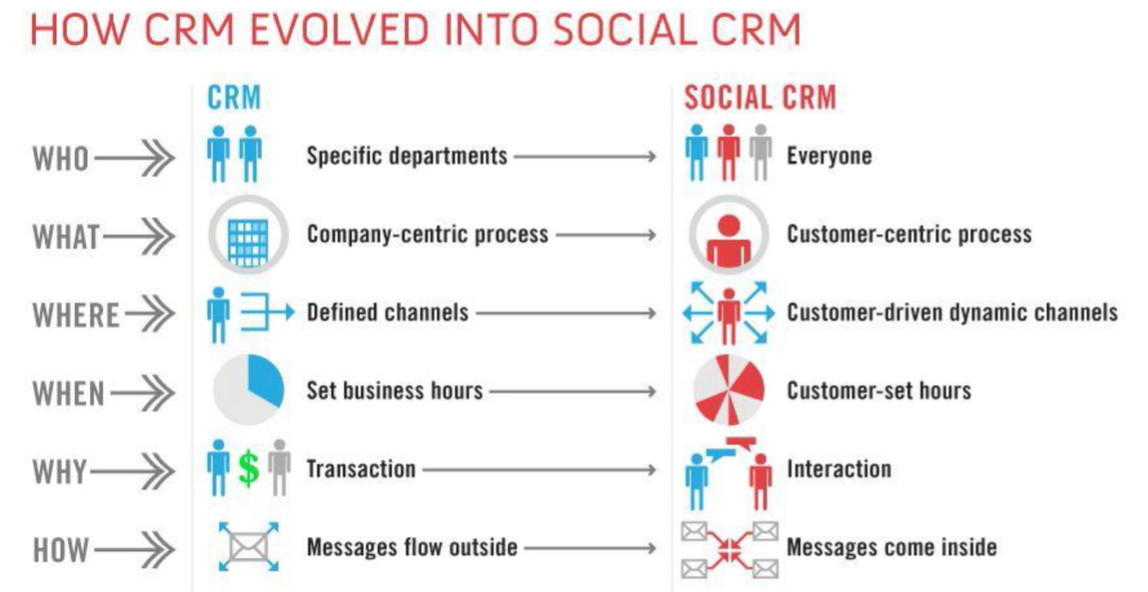 HOW CRM EVOLVED INTO SOCIAL CRM
CRM SOCIAL CRM
WHO Specific departments Everyone
WHAT Company-centric process Customer-centric process
WHERE Defined channels Customer-driven dynamic channels
WHEN Set business hours Customer-set hours
WHY $ Transaction Interaction
HOW Messages flow outside Messages come inside